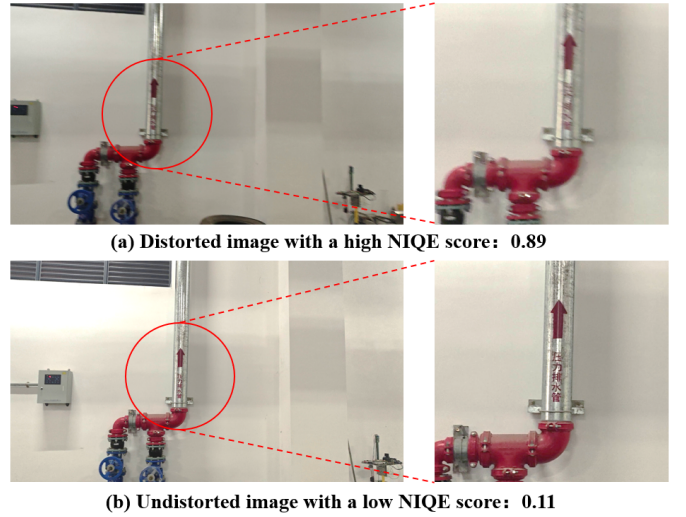 (a) Distorted image with a high NIQE score：0.89
压力排水管
(b) Undistorted image with a low NIQE score：0.11